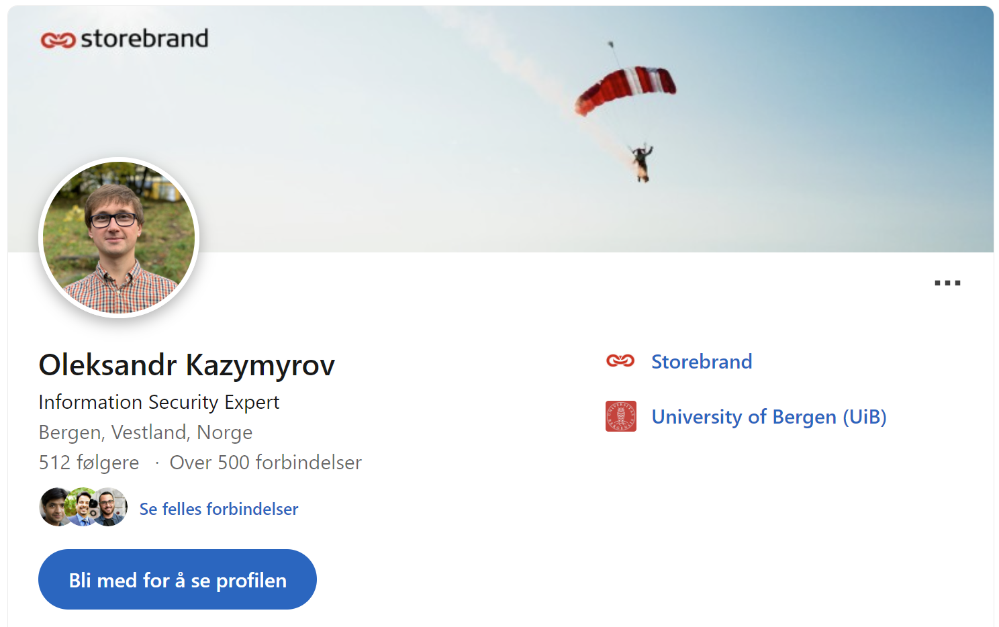 storebrand
Oleksandr Kazymyrov
Information Security Expert
Bergen, Vestland, Norge
512 følgere · Over 500 forbindelser
Se felles forbindelser
Bli med for å se profilen
Storebrand
University of Bergen (UiB)